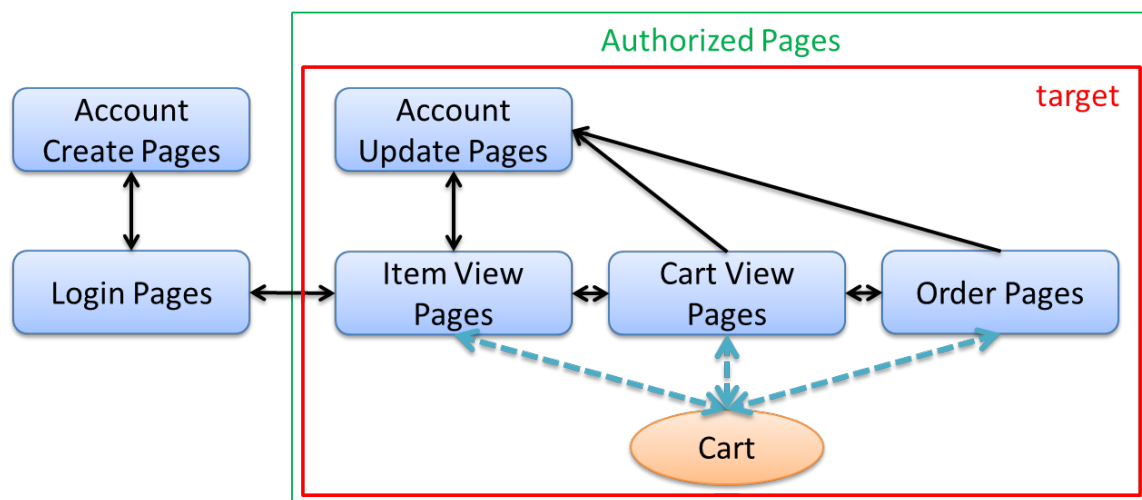 Authorized Pages
target
Account
Create Pages
Account
Update Pages
Login Pages
Item View
Pages
Cart View
Pages
Order Pages
Cart